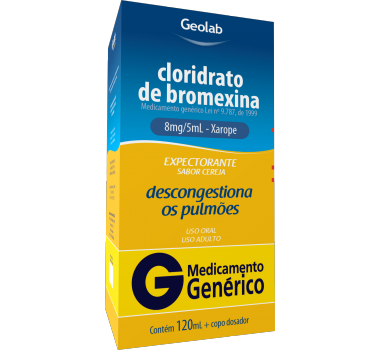 Geolab
cloridrato
de bromexina
Medicamento genérico Lei nº 9.787, de 1999
8mg/5mL - Xarope
EXPECTORANTE
SABOR CEREJA
descongestiona
os pulmões
USO ORAL
USO ADULTO
G Medicamento
Genérico
Contém 120mL + copo dosador